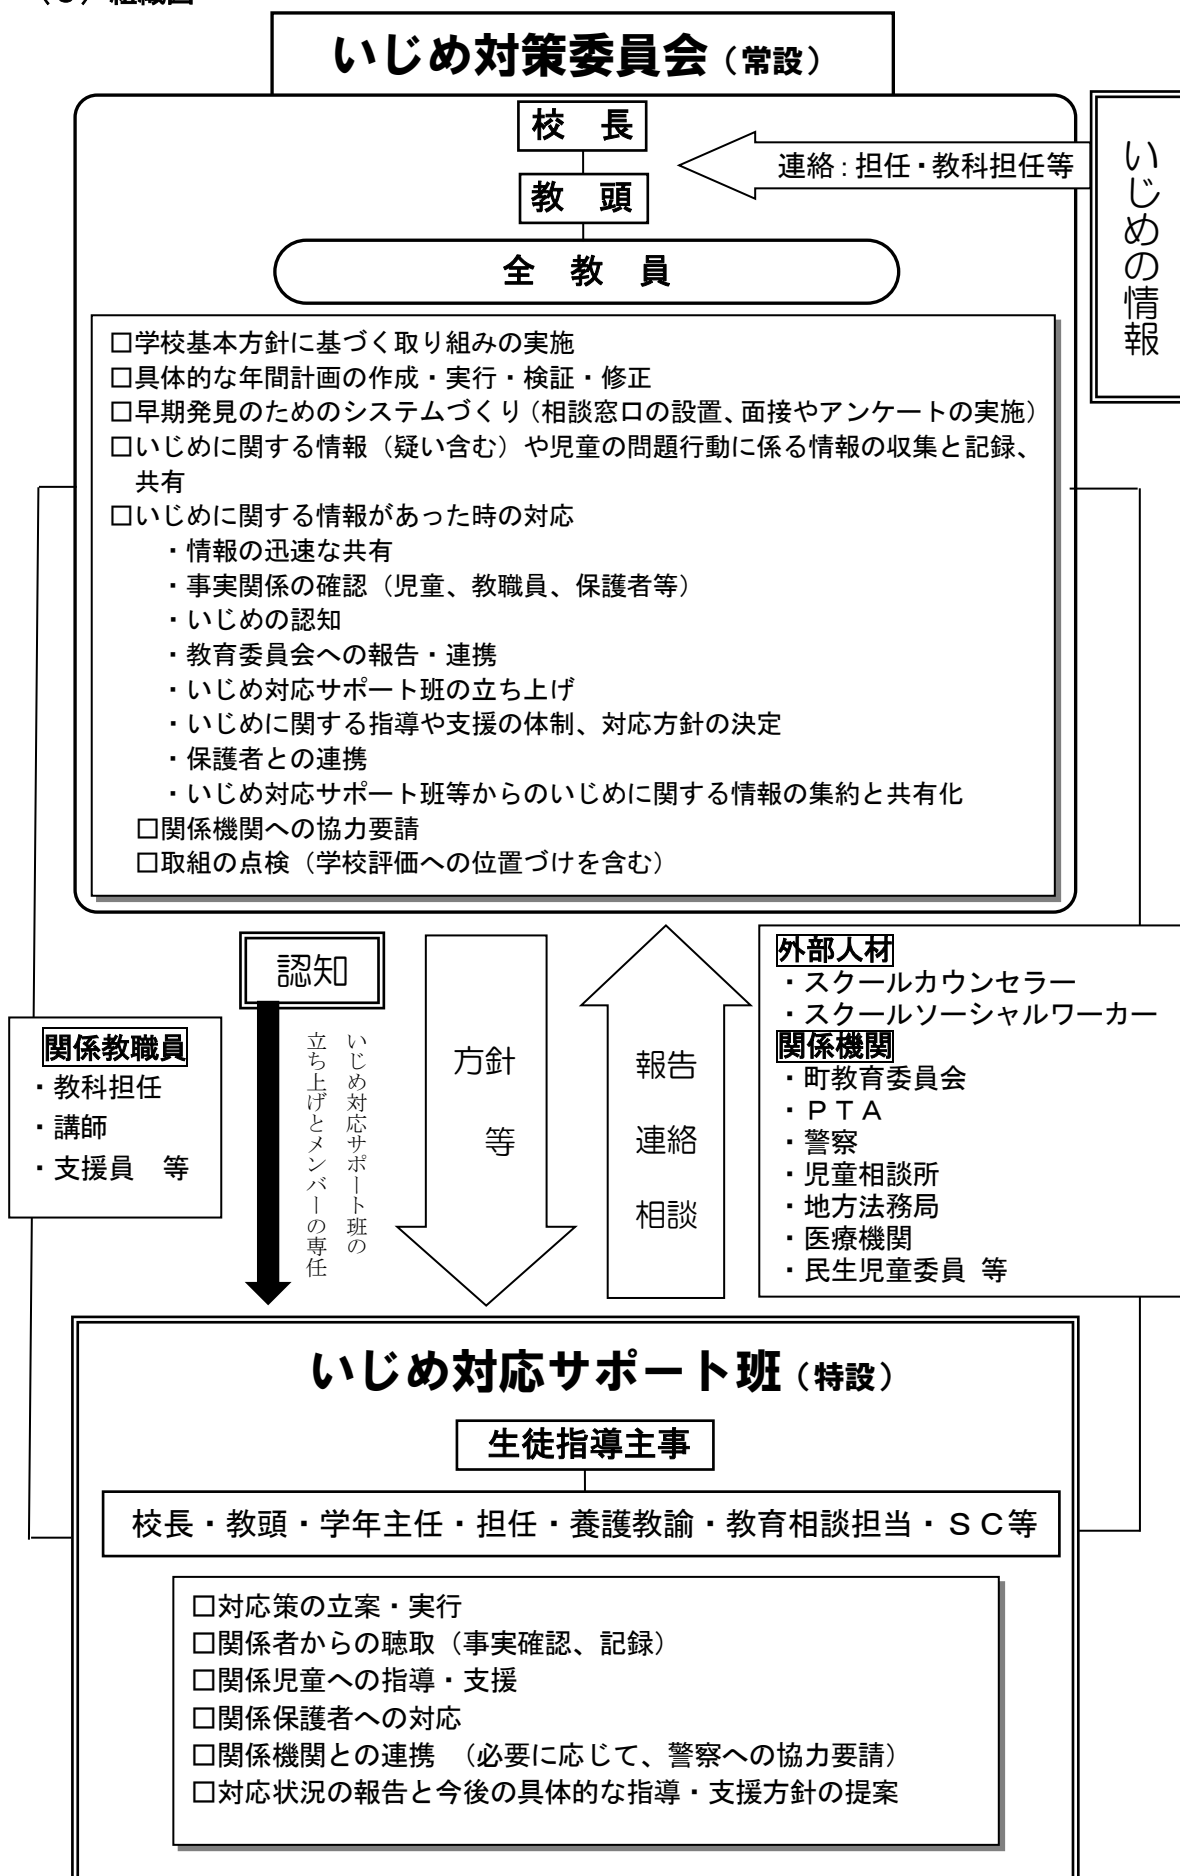 いじめ対策委員会（常設）
校　長
連絡：担任・教科担任等
教　頭
いじめの情報
全　教　員
□学校基本方針に基づく取り組みの実施
□具体的な年間計画の作成・実行・検証・修正
□早期発見のためのシステムづくり（相談窓口の設置、面接やアンケートの実施）
□いじめに関する情報（疑い含む）や児童の問題行動に係る情報の収集と記録、
共有
□いじめに関する情報があった時の対応
・情報の迅速な共有
・事実関係の確認（児童、教職員、保護者等）
・いじめの認知
・教育委員会への報告・連携
・いじめ対応サポート班の立ち上げ
・いじめに関する指導や支援の体制、対応方針の決定
・保護者との連携
・いじめ対応サポート班等からのいじめに関する情報の集約と共有化
□関係機関への協力要請
□取組の点検（学校評価への位置づけを含む）
関係教職員
・教科担任
・講師
・支援員　等
認知
いじめ対応サポート班の
立ち上げとメンバーの専任
方針
等
報告
連絡
相談
外部人材
・スクールカウンセラー
・スクールソーシャルワーカー
関係機関
・町教育委員会
・ＰＴＡ
・警察
・児童相談所
・地方法務局
・医療機関
・民生児童委員 等
いじめ対応サポート班（特設）
生徒指導主事
校長・教頭・学年主任・担任・養護教諭・教育相談担当・ＳＣ等
□対応策の立案・実行
□関係者からの聴取（事実確認、記録）
□関係児童への指導・支援
□関係保護者への対応
□関係機関との連携　（必要に応じて、警察への協力要請）
□対応状況の報告と今後の具体的な指導・支援方針の提案